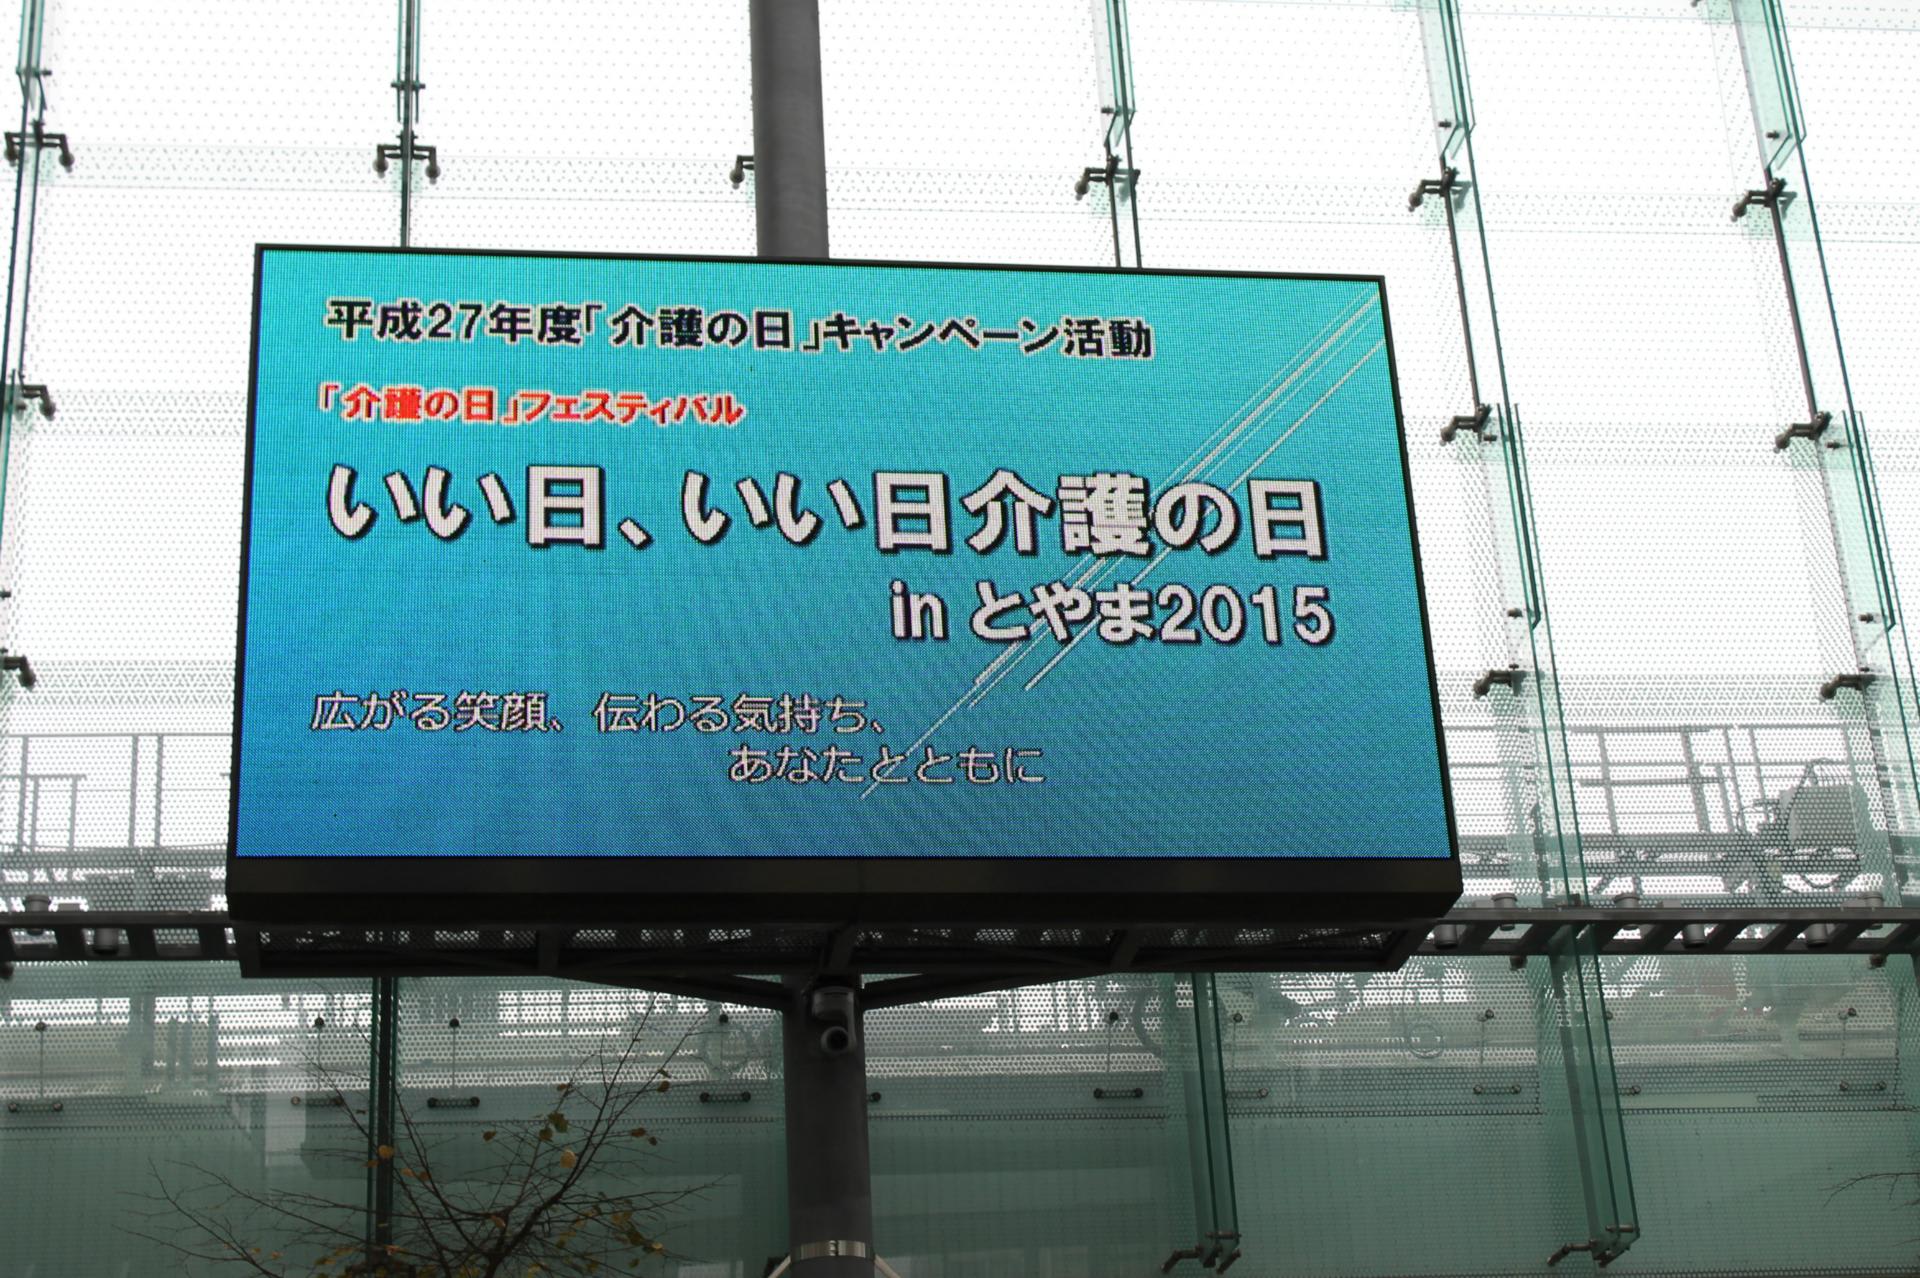 平成27年度「介護の日」キャンペーン活動
「介護の日」フェスティバル
いい日、いい日介護の日
in とやま2015
広がる笑顔、伝わる気持ち、
あなたとともに